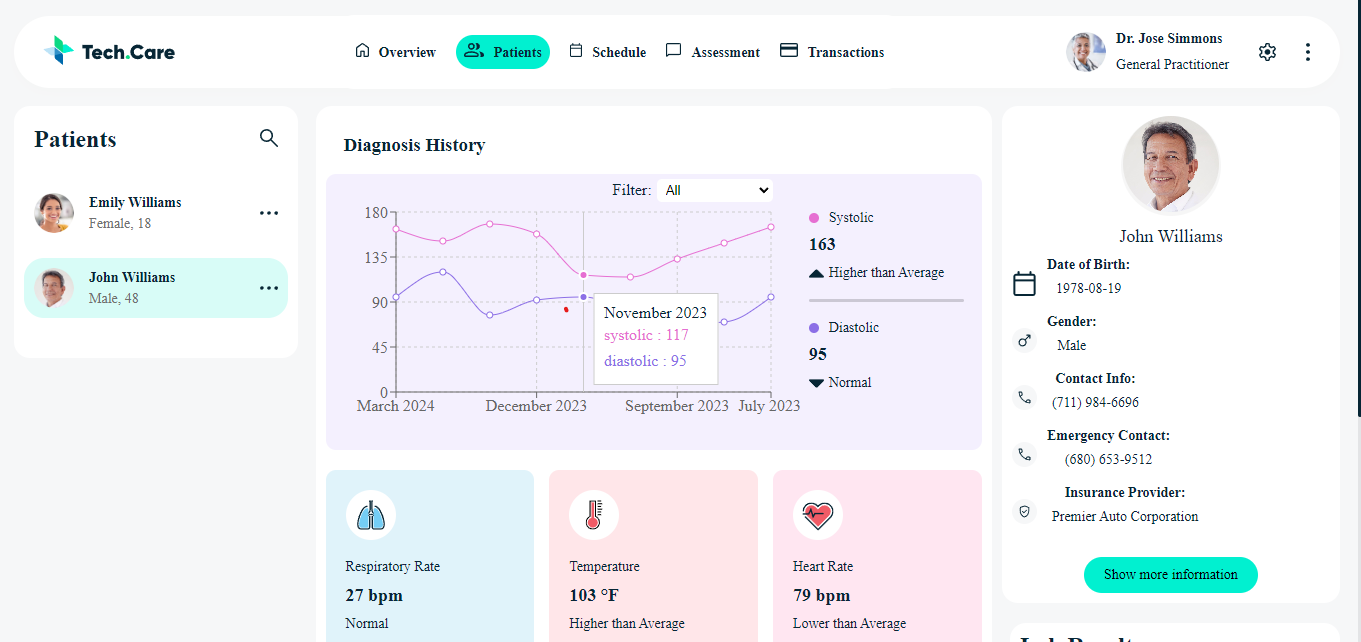 Tech.Care
Overview
Patients
Schedule
Assessment
Transactions
Dr. Jose Simmons
General Practitioner
Patients
Emily Williams
Female, 18
John Williams
Male, 48
Diagnosis History
Filter: All
180
135
90
45
0
March 2024
December 2023
September 2023
July 2023
November 2023
systolic : 117
diastolic : 95
Systolic
163
Higher than Average
Diastolic
95
Normal
Respiratory Rate
27 bpm
Normal
Temperature
103 °F
Higher than Average
Heart Rate
79 bpm
Lower than Average
John Williams
Date of Birth:
1978-08-19
Gender:
Male
Contact Info:
(711) 984-6696
Emergency Contact:
(680) 653-9512
Insurance Provider:
Premier Auto Corporation
Show more information